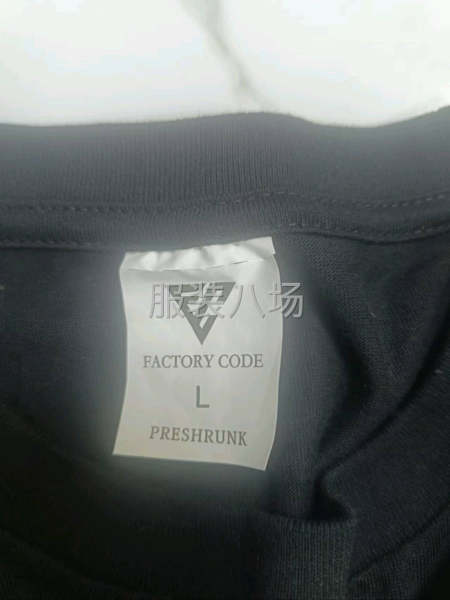 服装八场
FACTORY CODE
L
PRESHRUNK